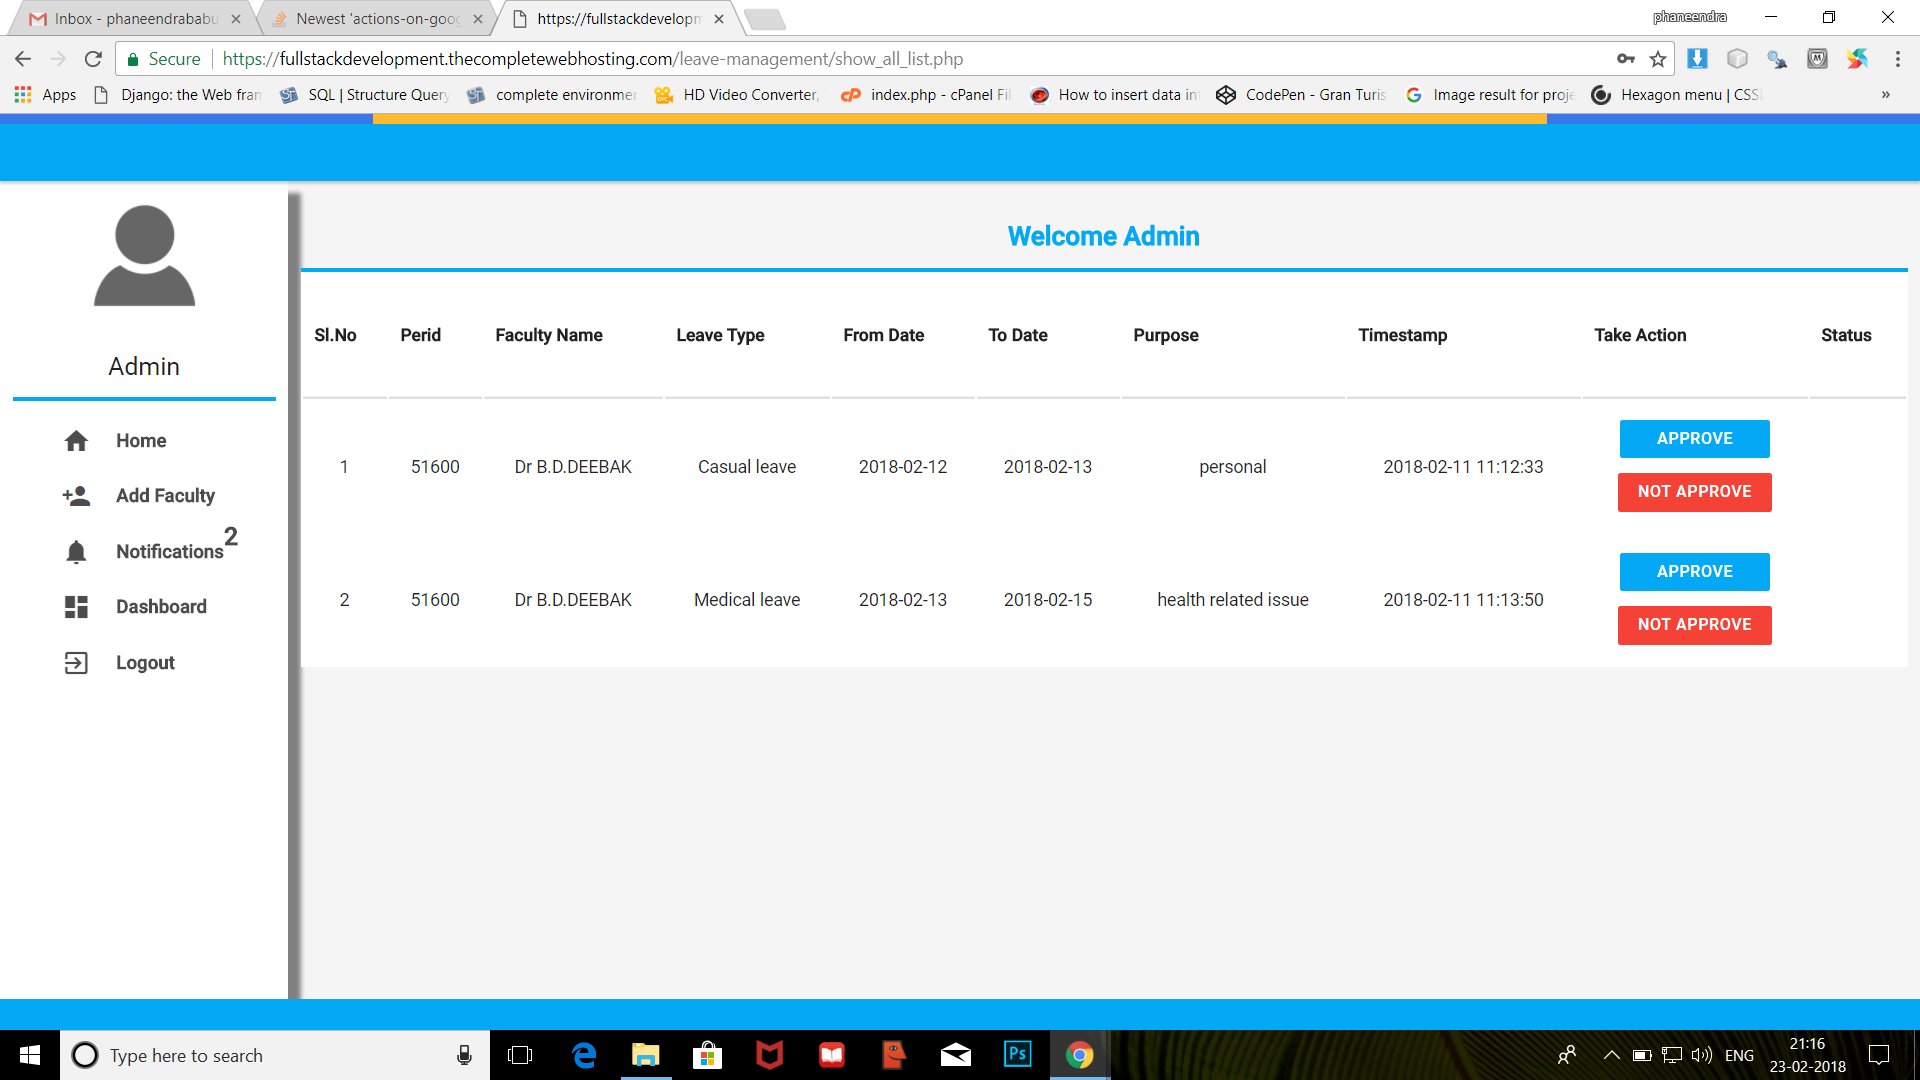 Inbox - phaneendrababu
Newest 'actions-on-goog
https://fullstackdevelopm
phaneendra
Secure
https://fullstackdevelopment.thecompletewebhosting.com/leave-management/show_all_list.php
Apps
Django: the Web fram
SQL | Structure Query
complete environmen
HD Video Converter,
index.php - cPanel Fil
How to insert data in
CodePen - Gran Turis
Image result for proje
Hexagon menu | CSS
»
Welcome Admin
Admin
Home
Add Faculty
Notifications 2
Dashboard
Logout
Sl.No Perid Faculty Name Leave Type From Date To Date Purpose Timestamp Take Action Status
1 51600 Dr B.D.DEEBAK Casual leave 2018-02-12 2018-02-13 personal 2018-02-11 11:12:33
APPROVE
NOT APPROVE
2 51600 Dr B.D.DEEBAK Medical leave 2018-02-13 2018-02-15 health related issue 2018-02-11 11:13:50
APPROVE
NOT APPROVE
Type here to search
Ps
ENG
21:16
23-02-2018